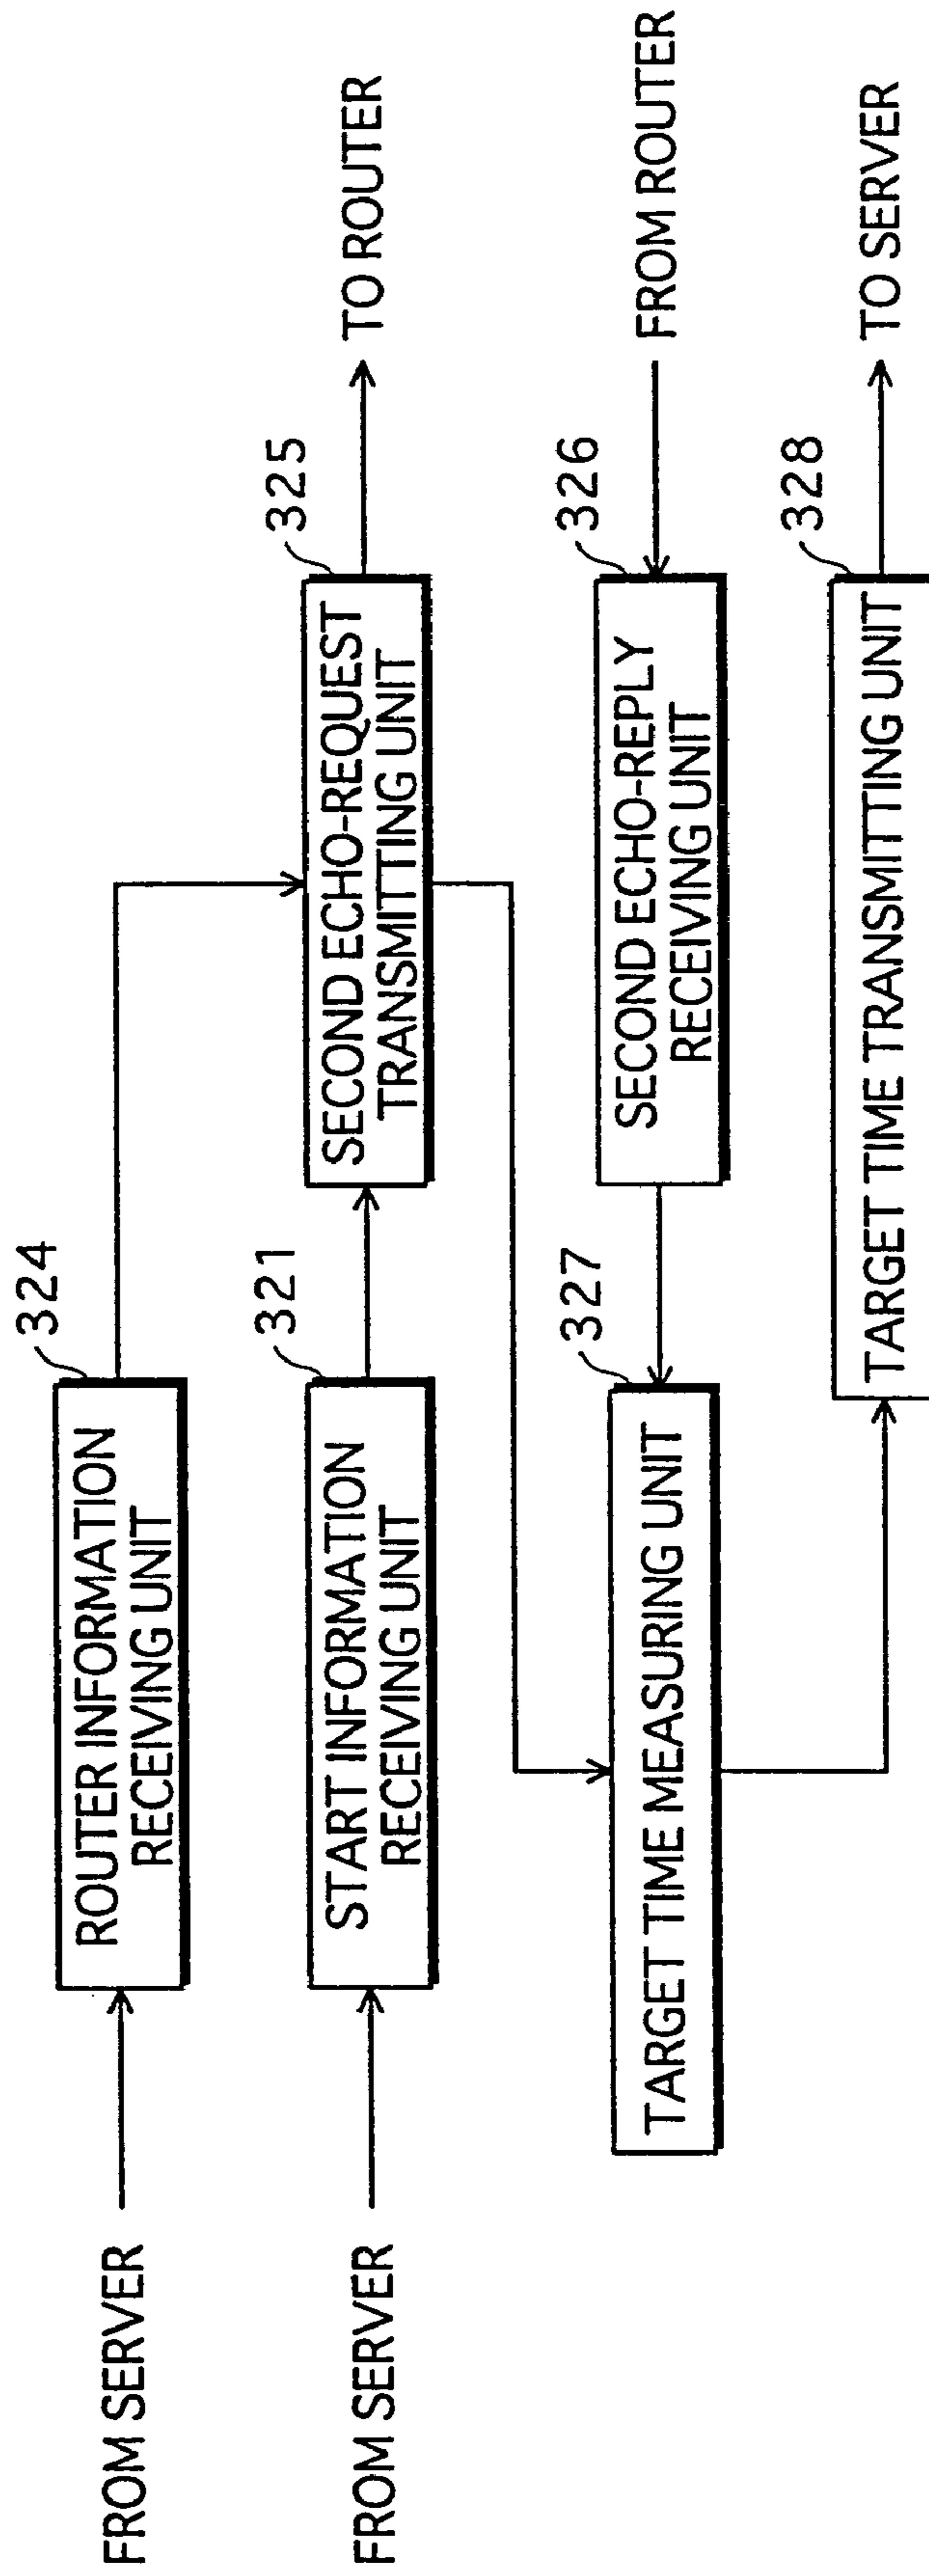 324
FROM SERVER
ROUTER INFORMATION
RECEIVING UNIT
321
325
FROM SERVER
START INFORMATION
RECEIVING UNIT
SECOND ECHO-REQUEST
TRANSMITTING UNIT
TO ROUTER
327
326
TARGET TIME MEASURING UNIT
SECOND ECHO-REPLY
RECEIVING UNIT
FROM ROUTER
328
TARGET TIME TRANSMITTING UNIT
TO SERVER